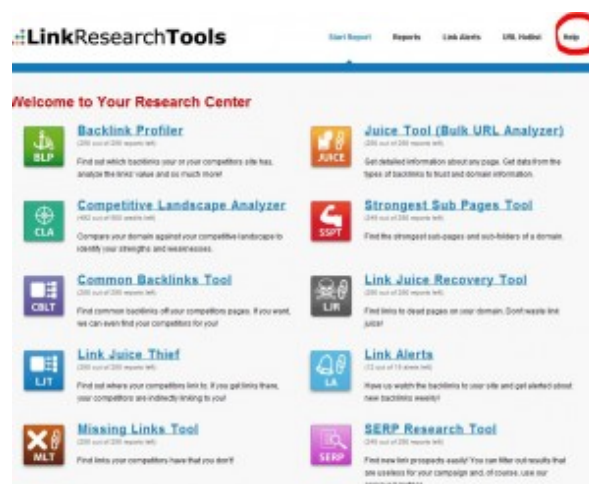 LinkResearchTools
Start Report Reports Link Alerts URL Hotlist Help
Welcome to Your Research Center
Backlink Profiler
(250 out of 250 reports left)
Find out which backlinks your or your competitors site has,
analyze the links' value and so much more!
BLP
Juice Tool (Bulk URL Analyzer)
Get detailed information about any page. Get data from the
types of backlinks to trust and domain information.
JUICE
Competitive Landscape Analyzer
Compare your domain against your competitive landscape to
identify your strengths and weaknesses.
CLA
Strongest Sub Pages Tool
Find the strongest sub-pages and sub-folders of a domain.
SSPT
Common Backlinks Tool
Find common backlinks off your competitors pages. If you want,
we can even find your competitors for you!
CBLT
Link Juice Recovery Tool
Find links to dead pages on your domain. Don't waste link
juice!
LJR
Link Juice Thief
Find out where your competitors link to. If you get links there,
your competitors are indirectly linking to you!
LJT
Link Alerts
Have us watch the backlinks to your site and get alerted about
new backlinks weekly!
LA
Missing Links Tool
Find links your competitors have that you don't!
MLT
SERP Research Tool
Find new link prospects easily! You can filter out results that
are useless for your campaign and, of course, use our
SERP